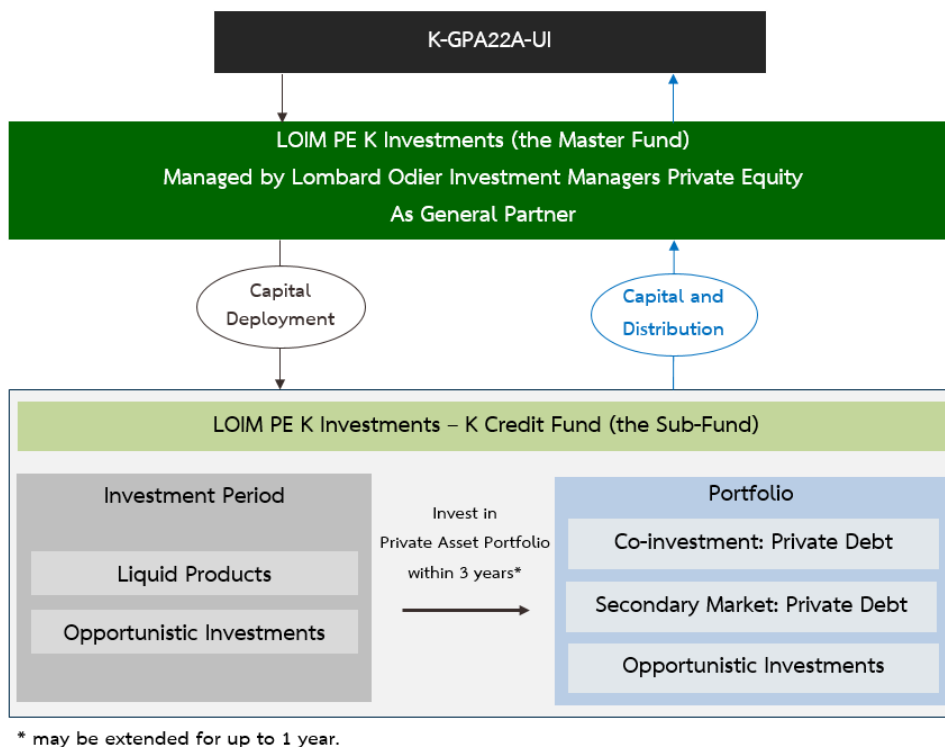 K-GPA22A-UI
LOIM PE K Investments (the Master Fund)
Managed by Lombard Odier Investment Managers Private Equity
As General Partner
Capital
Deployment
Capital and
Distribution
LOIM PE K Investments – K Credit Fund (the Sub-Fund)
Investment Period
Liquid Products
Opportunistic Investments
Invest in
Private Asset Portfolio
within 3 years*
Portfolio
Co-investment: Private Debt
Secondary Market: Private Debt
Opportunistic Investments
* may be extended for up to 1 year.